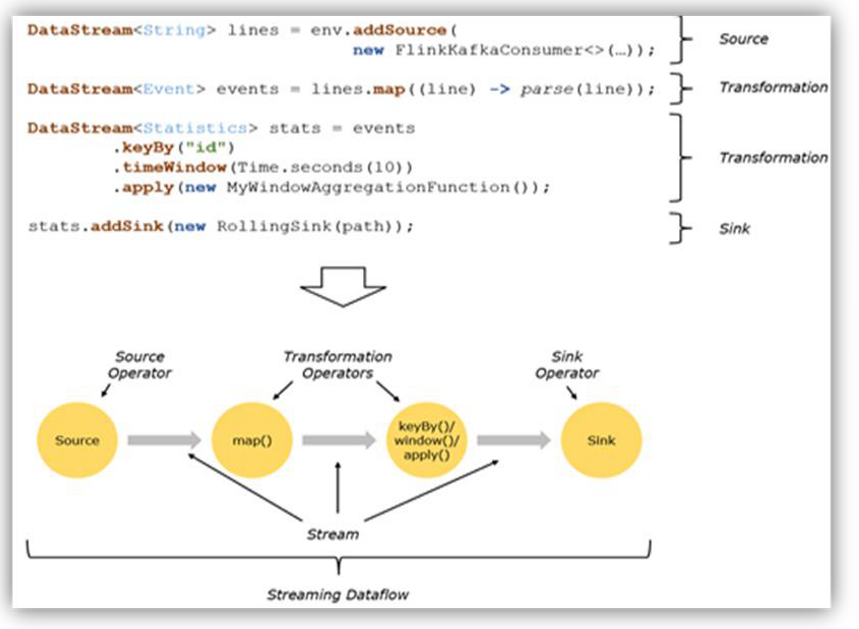 DataStream<String> lines = env.addSource(
new FlinkKafkaConsumer<>(…));
Source
DataStream<Event> events = lines.map((line) -> parse(line));
Transformation
DataStream<Statistics> stats = events
.keyBy("id")
.timeWindow(Time.seconds(10))
.apply(new MyWindowAggregationFunction());
Transformation
stats.addSink(new RollingSink(path));
Sink
Source
Operator
Transformation
Operators
Sink
Operator
Source
map()
keyBy()/
window()/
apply()
Sink
Stream
Streaming Dataflow